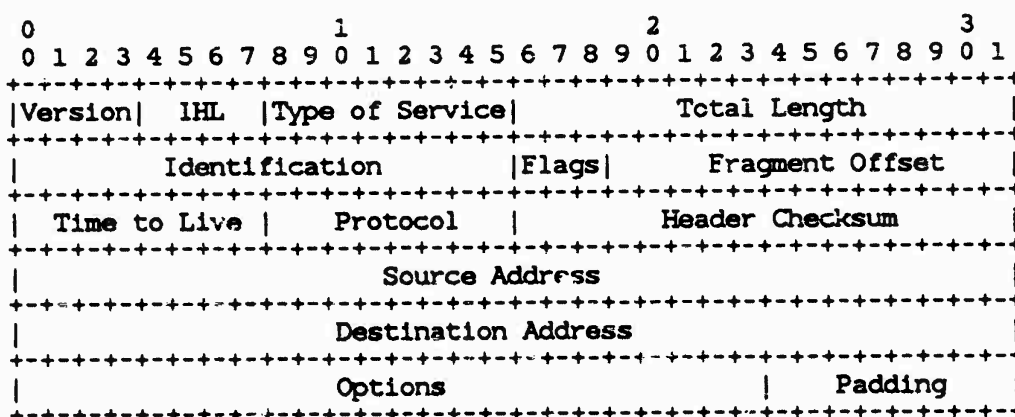 0 1 2 3
0 1 2 3 4 5 6 7 8 9 0 1 2 3 4 5 6 7 8 9 0 1 2 3 4 5 6 7 8 9 0 1
+-+-+-+-+-+-+-+-+-+-+-+-+-+-+-+-+-+-+-+-+-+-+-+-+-+-+-+-+-+-+-+-+
|Version| IHL |Type of Service| Total Length |
+-+-+-+-+-+-+-+-+-+-+-+-+-+-+-+-+-+-+-+-+-+-+-+-+-+-+-+-+-+-+-+-+
| Identification |Flags| Fragment Offset |
+-+-+-+-+-+-+-+-+-+-+-+-+-+-+-+-+-+-+-+-+-+-+-+-+-+-+-+-+-+-+-+-+
| Time to Live | Protocol | Header Checksum |
+-+-+-+-+-+-+-+-+-+-+-+-+-+-+-+-+-+-+-+-+-+-+-+-+-+-+-+-+-+-+-+-+
| Source Address |
+-+-+-+-+-+-+-+-+-+-+-+-+-+-+-+-+-+-+-+-+-+-+-+-+-+-+-+-+-+-+-+-+
| Destination Address |
+-+-+-+-+-+-+-+-+-+-+-+-+-+-+-+-+-+-+-+-+-+-+-+-+-+-+-+-+-+-+-+-+
| Options | Padding
+-+-+-+-+-+-+-+-+-+-+-+-+-+-+-+-+-+-+-+-+-+-+-+-+-+-+-+-+-+-+-+-+